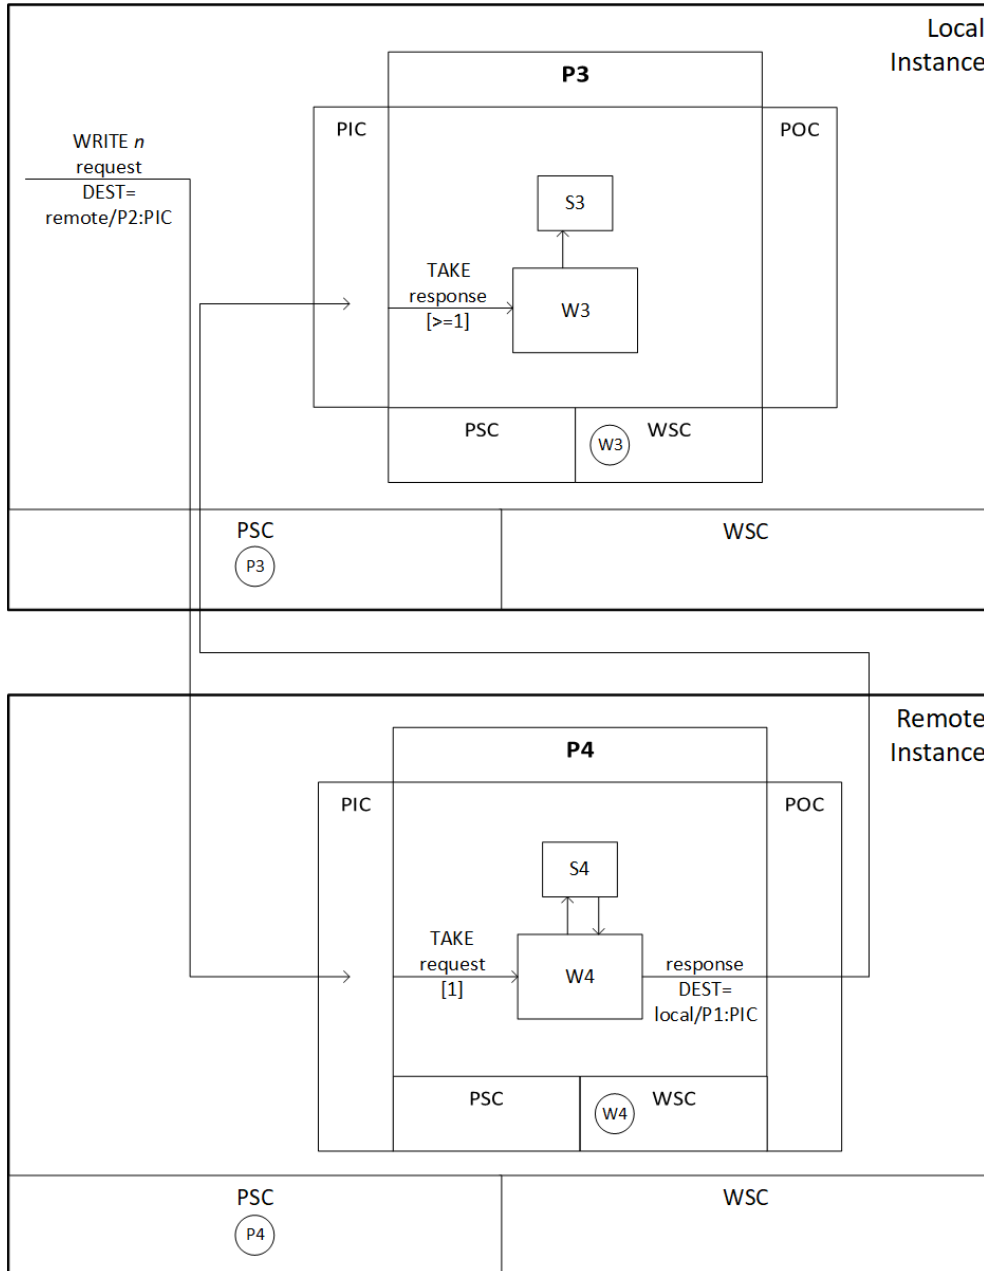 Local
Instance
P3
PIC
POC
WRITE n
request
DEST=
remote/P2:PIC
S3
TAKE
response
[>=1]
W3
PSC
WSC
W3
PSC
P3
WSC
Remote
Instance
P4
PIC
POC
S4
TAKE
request
[1]
W4
response
DEST=
local/P1:PIC
PSC
WSC
W4
PSC
P4
WSC